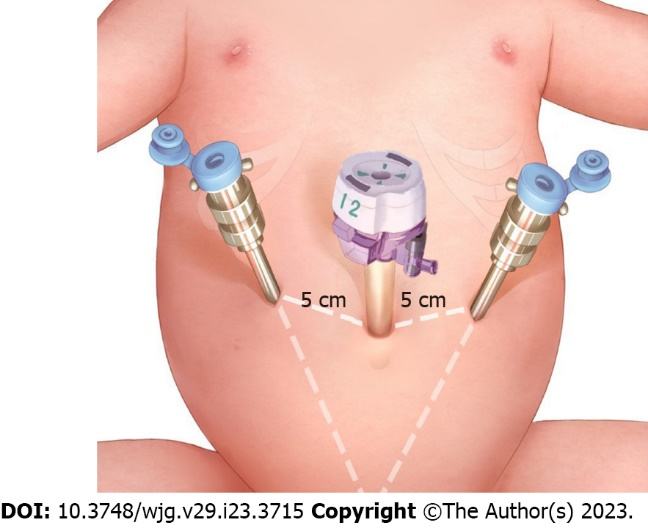 12
5 cm 5 cm
DOI: 10.3748/wjg.v29.i23.3715 Copyright ©The Author(s) 2023.